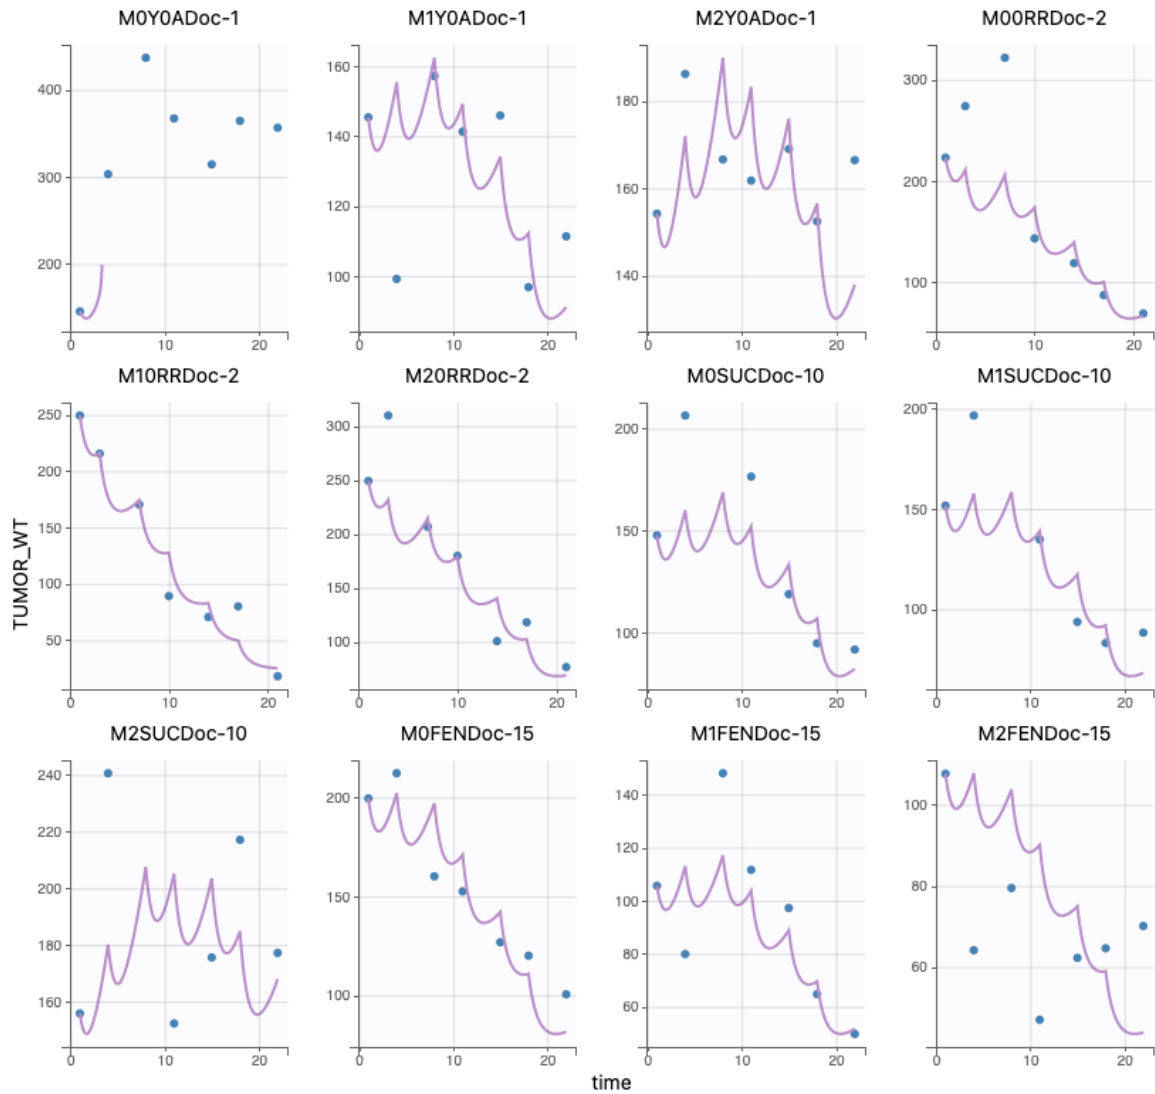 M0Y0ADoc-1 M1Y0ADoc-1 M2Y0ADoc-1 M00RRDoc-2
400 160 180 300
300 140 160 200
200 120 140 100
100
0 10 20 0 10 20 0 10 20 0 10 20
M10RRDoc-2 M20RRDoc-2 M0SUCDoc-10 M1SUCDoc-10
250 300 200 200
200 250 150 100
150 200 100
100 150
50 100
0 10 20 0 10 20 0 10 20 0 10 20
TUMOR_WT
M2SUCDoc-10 M0FENDoc-15 M1FENDoc-15 M2FENDoc-15
240 200 140 100
220 150 120 80
200 100 100 60
180 80
160 60
0 10 20 0 10 20 0 10 20 0 10 20
time